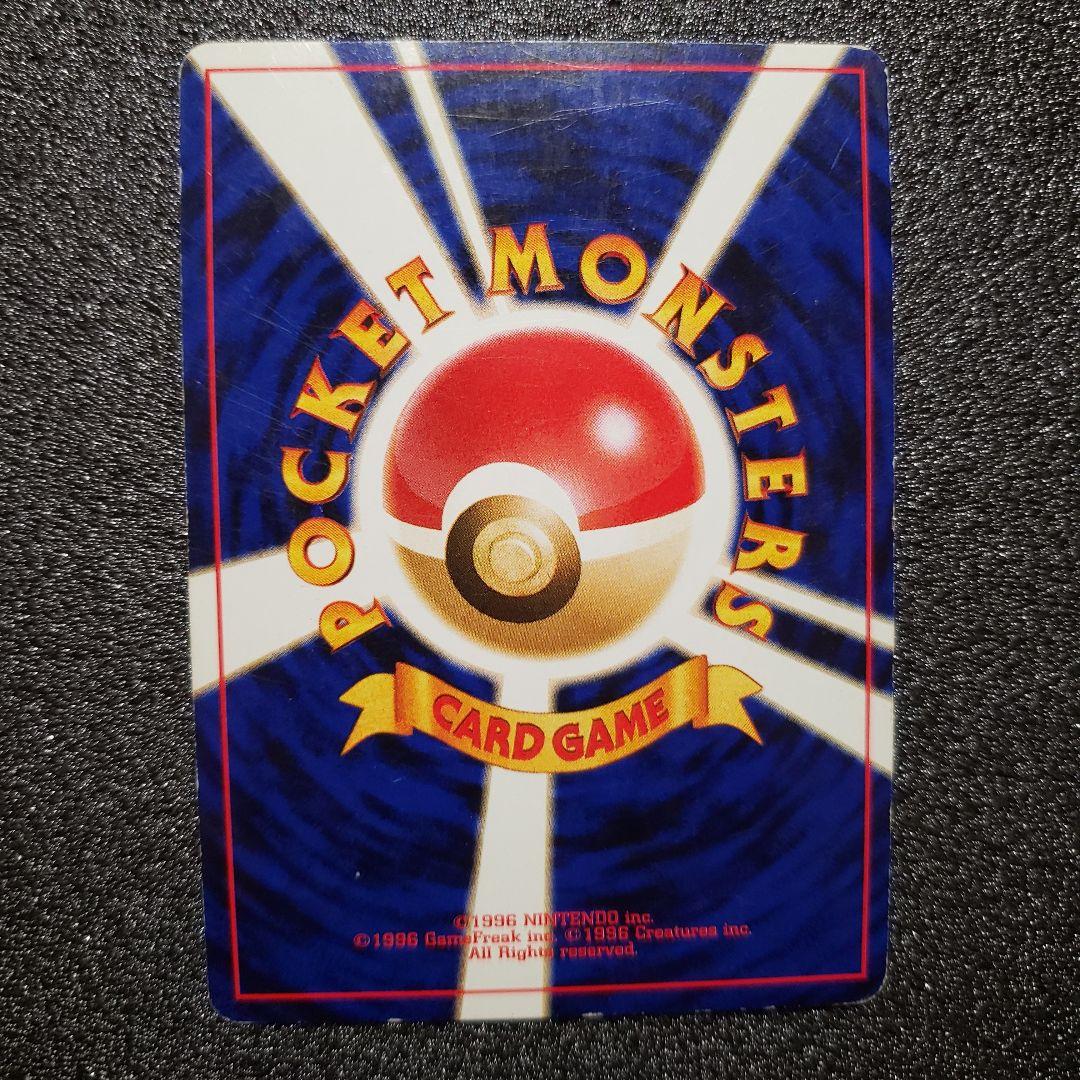 POCKET MONSTERS
CARD GAME
©1996 NINTENDO inc.
©1996 GameFreak inc. ©1996 Creatures inc.
All Rights reserved.